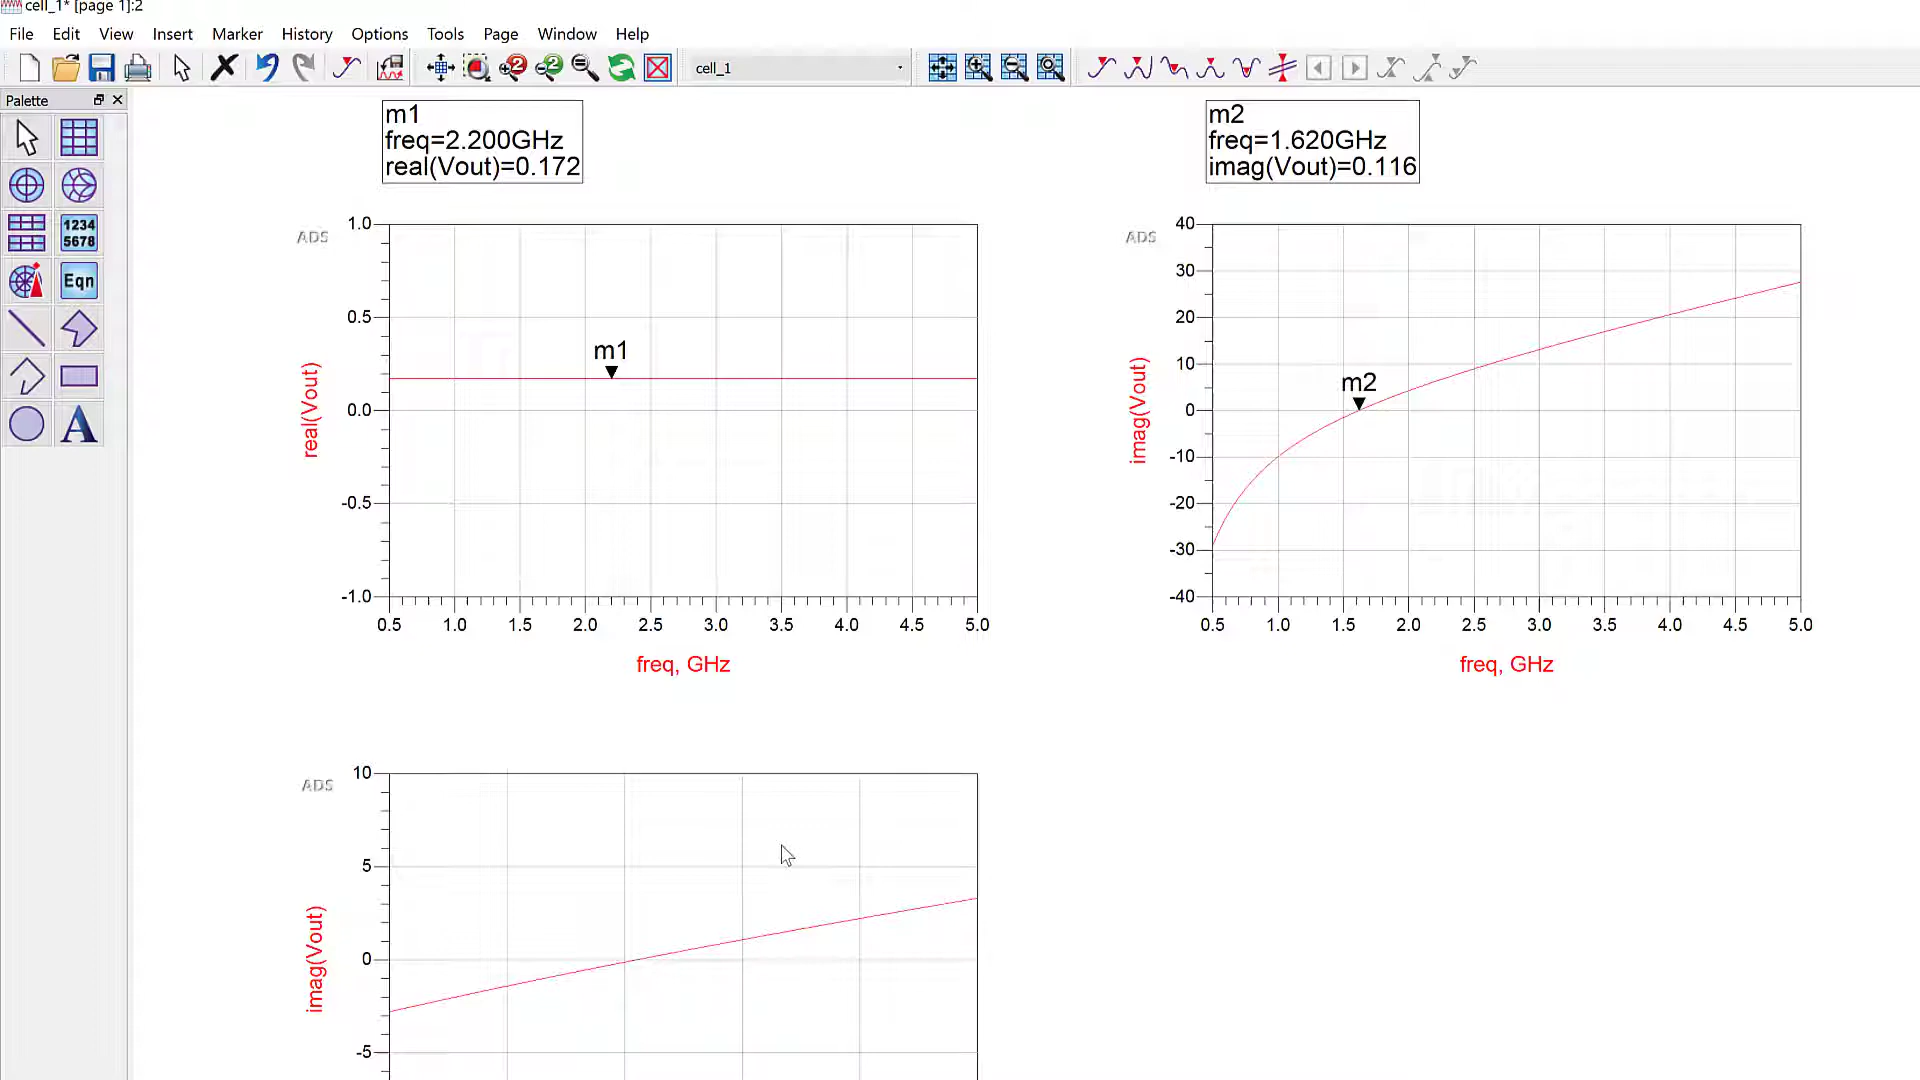 cell_1* [page 1]:2
File Edit View Insert Marker History Options Tools Page Window Help
cell_1
Palette
1234
5678
Eqn
A
m1
freq=2.200GHz
real(Vout)=0.172
ADS
1.0
0.5
0.0
-0.5
-1.0
real(Vout)
m1
0.5 1.0 1.5 2.0 2.5 3.0 3.5 4.0 4.5 5.0
freq, GHz
m2
freq=1.620GHz
imag(Vout)=0.116
ADS
40
30
20
10
0
-10
-20
-30
-40
imag(Vout)
m2
0.5 1.0 1.5 2.0 2.5 3.0 3.5 4.0 4.5 5.0
freq, GHz
ADS
10
5
0
-5
imag(Vout)